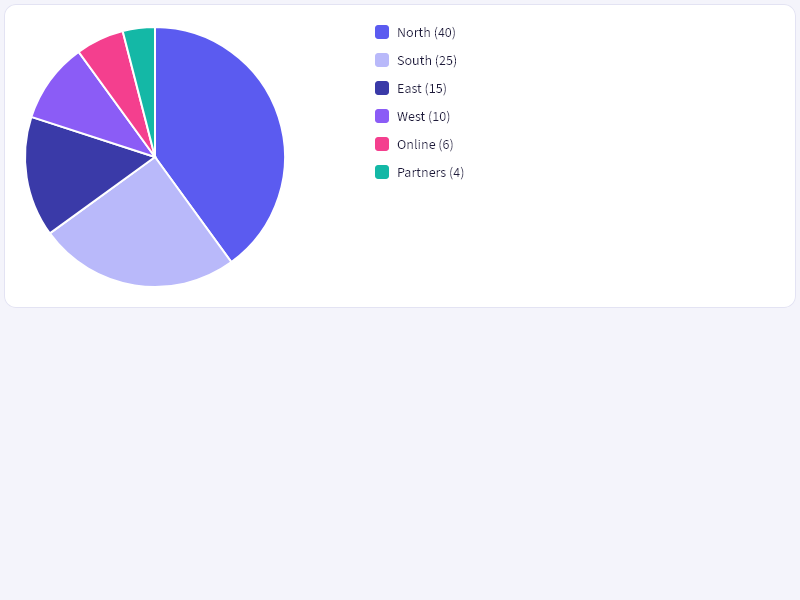 North (40)
South (25)
East (15)
West (10)
Online (6)
Partners (4)